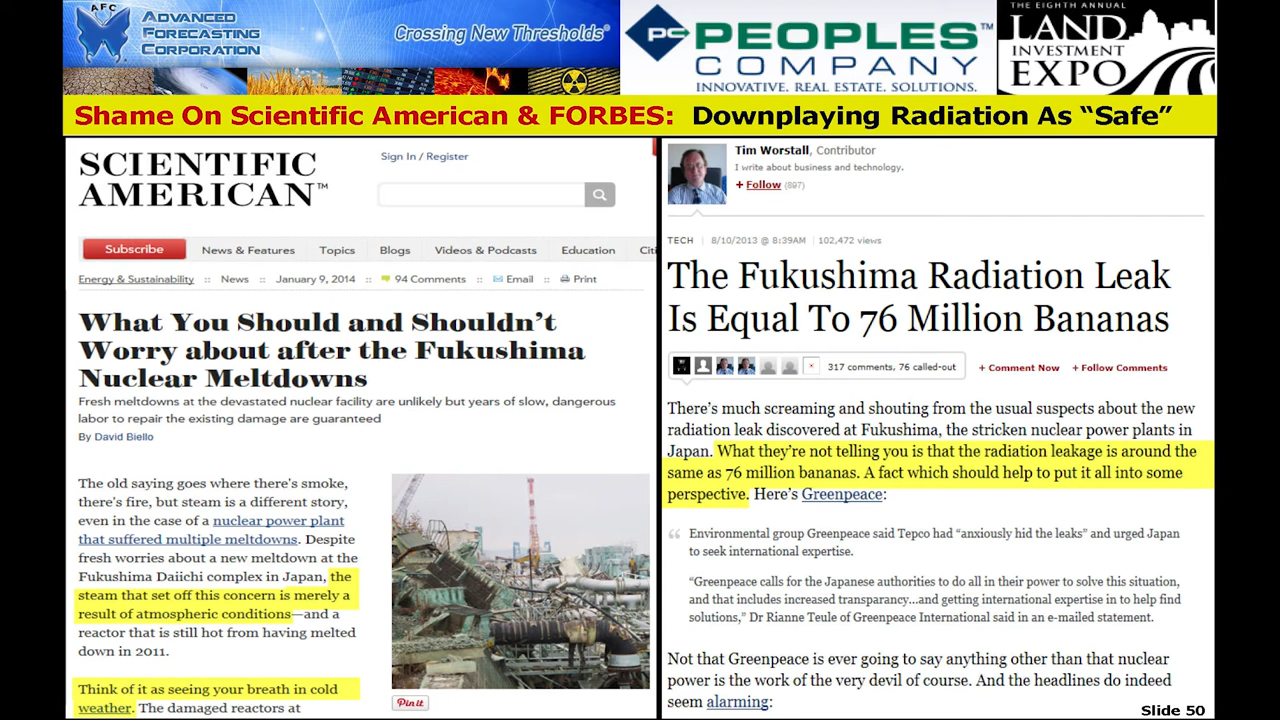 AFC
ADVANCED
FORECASTING
CORPORATION
Crossing New Thresholds®
PC
PEOPLES™
COMPANY
INNOVATIVE. REAL ESTATE. SOLUTIONS.
THE EIGHTH ANNUAL
LAND
INVESTMENT
EXPO
Shame On Scientific American & FORBES: Downplaying Radiation As “Safe”
SCIENTIFIC
AMERICAN™
Sign In / Register
Subscribe
News & Features
Topics
Blogs
Videos & Podcasts
Education
Citi
Energy & Sustainability :: News :: January 9, 2014 :: 94 Comments :: Email :: Print
What You Should and Shouldn’t
Worry about after the Fukushima
Nuclear Meltdowns
Fresh meltdowns at the devastated nuclear facility are unlikely but years of slow, dangerous
labor to repair the existing damage are guaranteed
By David Biello
The old saying goes where there's smoke,
there's fire, but steam is a different story,
even in the case of a nuclear power plant
that suffered multiple meltdowns. Despite
fresh worries about a new meltdown at the
Fukushima Daiichi complex in Japan, the
steam that set off this concern is merely a
result of atmospheric conditions—and a
reactor that is still hot from having melted
down in 2011.
Think of it as seeing your breath in cold
weather. The damaged reactors at
Pin it
Tim Worstall, Contributor
I write about business and technology.
+ Follow (897)
TECH | 8/10/2013 @ 8:39AM | 102,472 views
The Fukushima Radiation Leak
Is Equal To 76 Million Bananas
317 comments, 76 called-out
+ Comment Now + Follow Comments
There’s much screaming and shouting from the usual suspects about the new
radiation leak discovered at Fukushima, the stricken nuclear power plants in
Japan. What they’re not telling you is that the radiation leakage is around the
same as 76 million bananas. A fact which should help to put it all into some
perspective. Here’s Greenpeace:
“ Environmental group Greenpeace said Tepco had “anxiously hid the leaks” and urged Japan
to seek international expertise.
“Greenpeace calls for the Japanese authorities to do all in their power to solve this situation,
and that includes increased transparency...and getting international expertise in to help find
solutions,” Dr Rianne Teule of Greenpeace International said in an e-mailed statement.
Not that Greenpeace is ever going to say anything other than that nuclear
power is the work of the very devil of course. And the headlines do indeed
seem alarming:
Slide 50